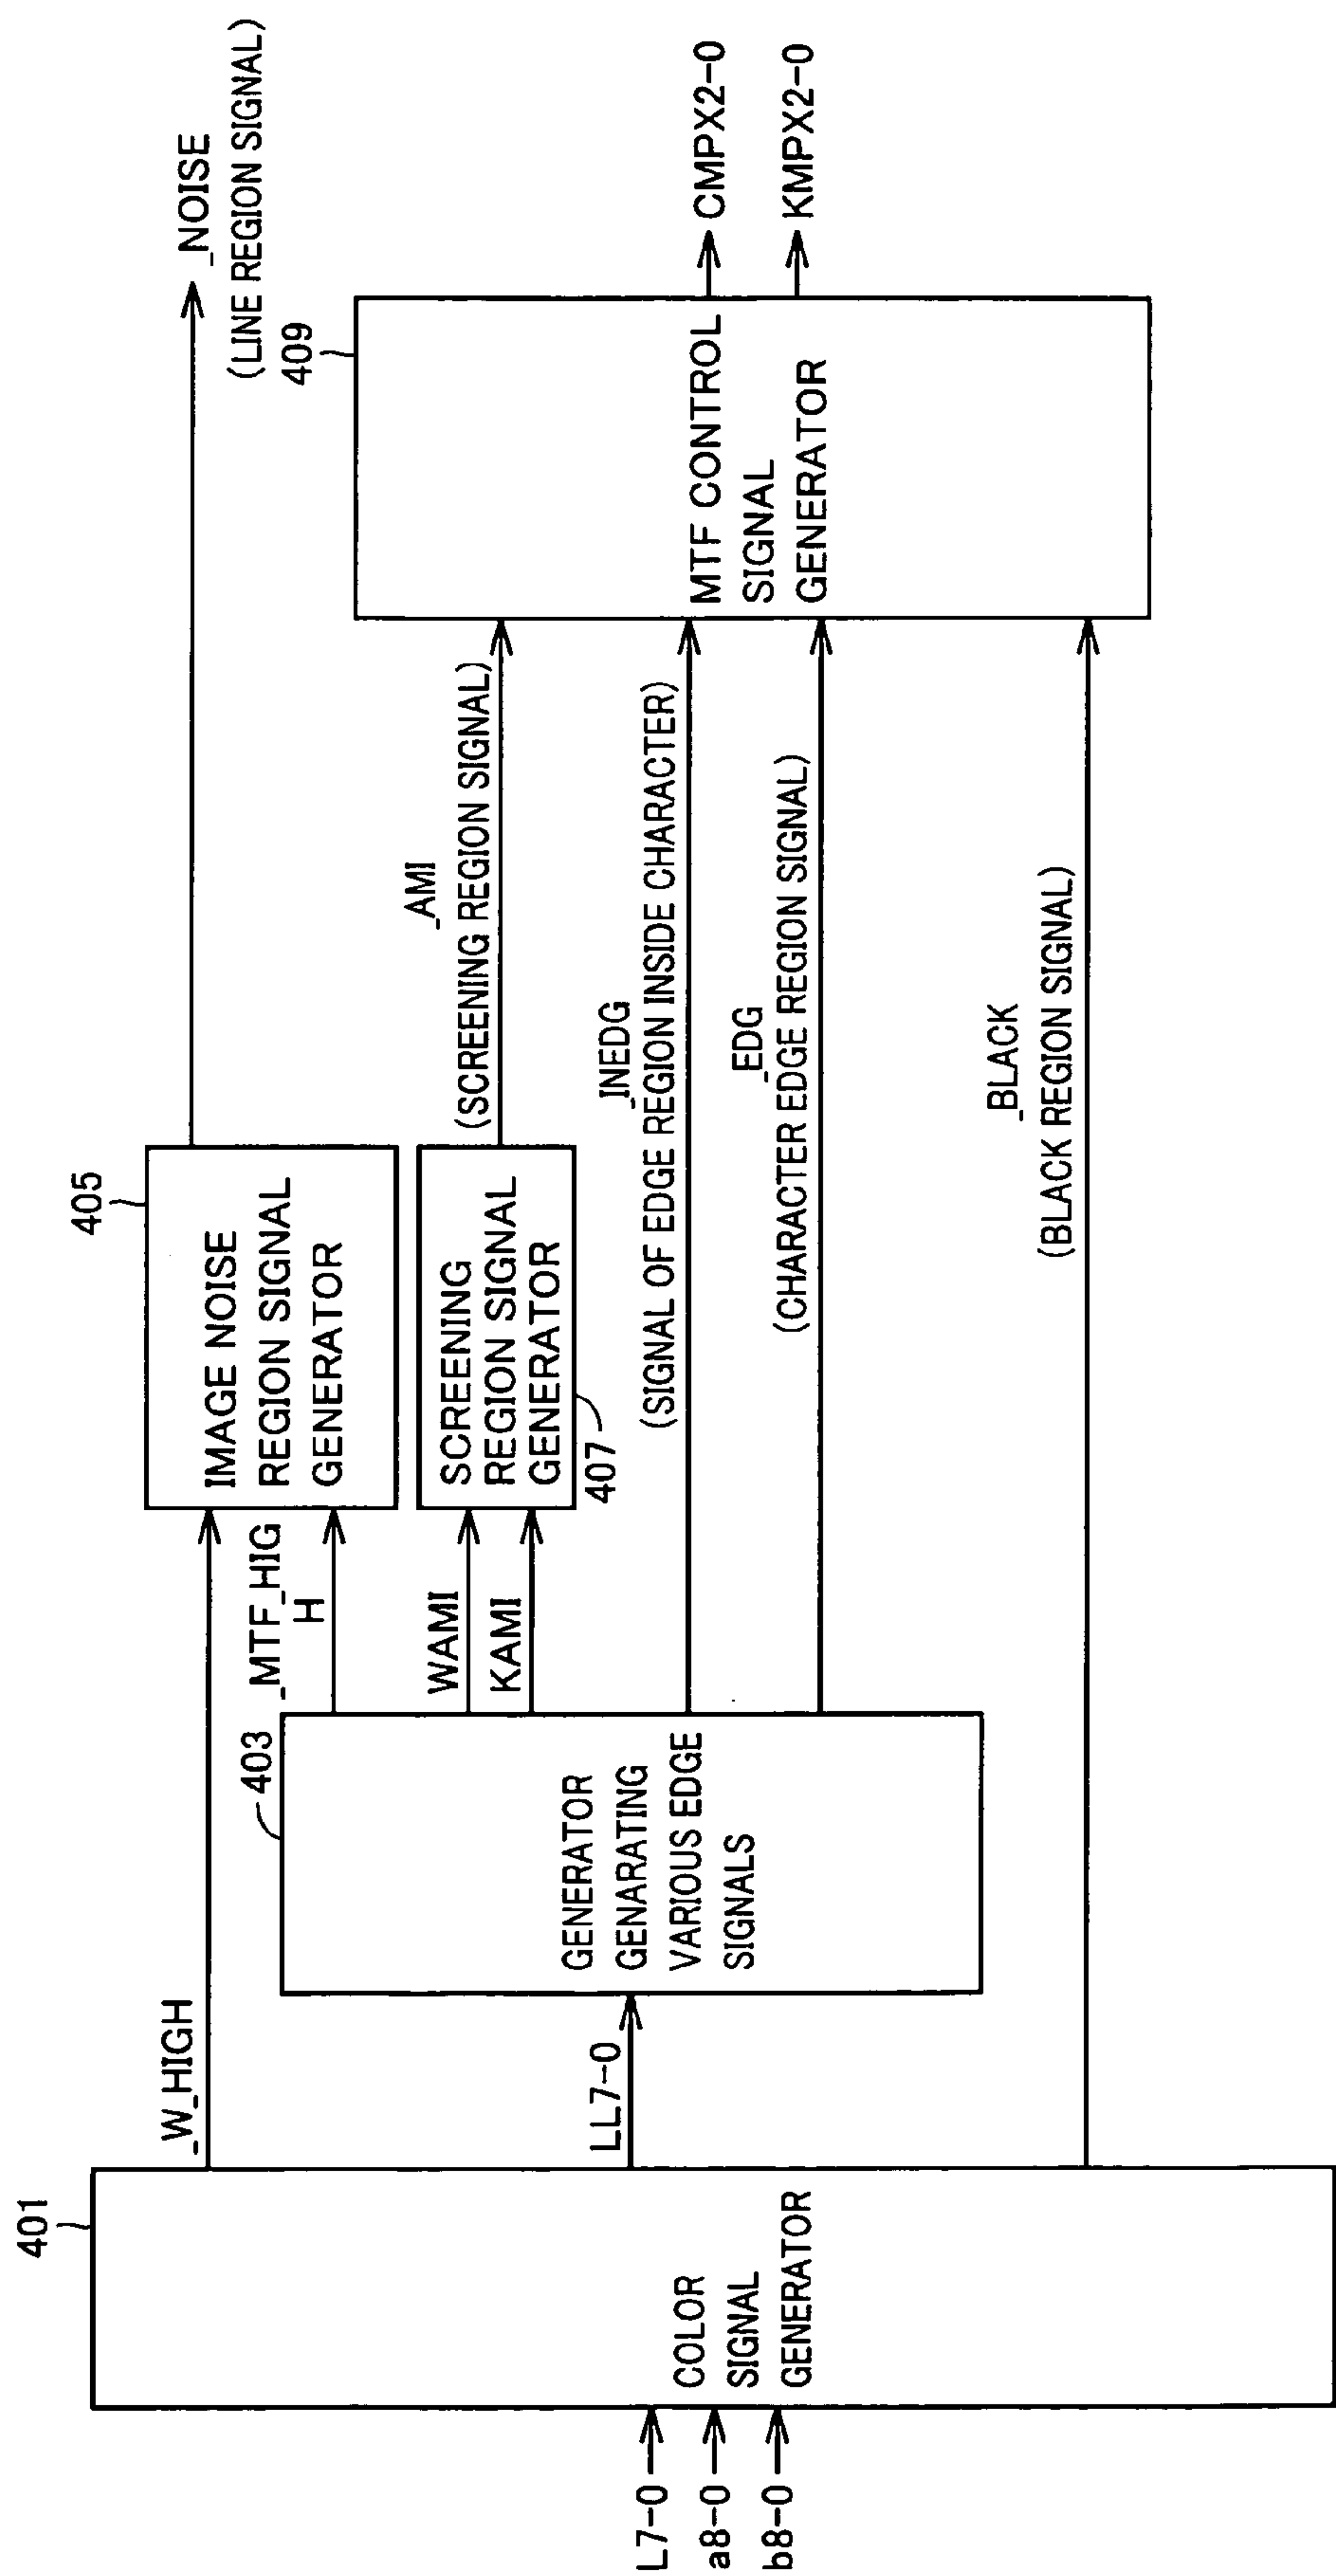 L7-0
a8-0
b8-0
401
COLOR
SIGNAL
GENERATOR
_W_HIGH
LL7-0
_BLACK
(BLACK REGION SIGNAL)
403
GENERATOR
GENARATING
VARIOUS EDGE
SIGNALS
_MTF_HIG
H
WAMI
KAMI
405
IMAGE NOISE
REGION SIGNAL
GENERATOR
SCREENING
REGION SIGNAL
GENERATOR
407
_NOISE
(LINE REGION SIGNAL)
_AMI
(SCREENING REGION SIGNAL)
_INEDG
(SIGNAL OF EDGE REGION INSIDE CHARACTER)
_EDG
(CHARACTER EDGE REGION SIGNAL)
409
MTF CONTROL
SIGNAL
GENERATOR
CMPX2-0
KMPX2-0